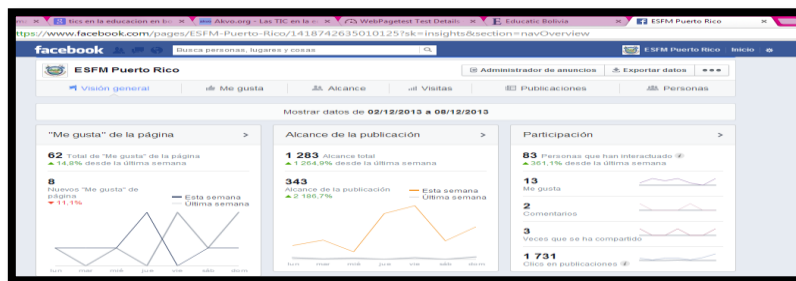 tics en la educacion en bo
Akvo.org - Las TIC en la e
WebPagetest Test Details
Educatic Bolivia
ESFM Puerto Rico
ttps://www.facebook.com/pages/ESFM-Puerto-Rico/1418742635010125?sk=insights&section=navOverview
facebook
Busca personas, lugares y cosas
ESFM Puerto Rico
Inicio
ESFM Puerto Rico
Administrador de anuncios
Exportar datos
Visión general
Me gusta
Alcance
Visitas
Publicaciones
Personas
Mostrar datos de 02/12/2013 a 08/12/2013
"Me gusta" de la página >
62 Total de "Me gusta" de la página
14,8% desde la última semana
8
Nuevos "Me gusta" de
página
11,1%
Esta semana
Última semana
lun mar mié jue vie sáb dom
Alcance de la publicación >
1 283 Alcance total
1 264,9% desde la última semana
343
Alcance de la publicación
2 186,7%
Esta semana
Última semana
lun mar mié jue vie sáb dom
Participación >
83 Personas que han interactuado
361,1% desde la última semana
13
Me gusta
2
Comentarios
3
Veces que se ha compartido
1 731
Clics en publicaciones